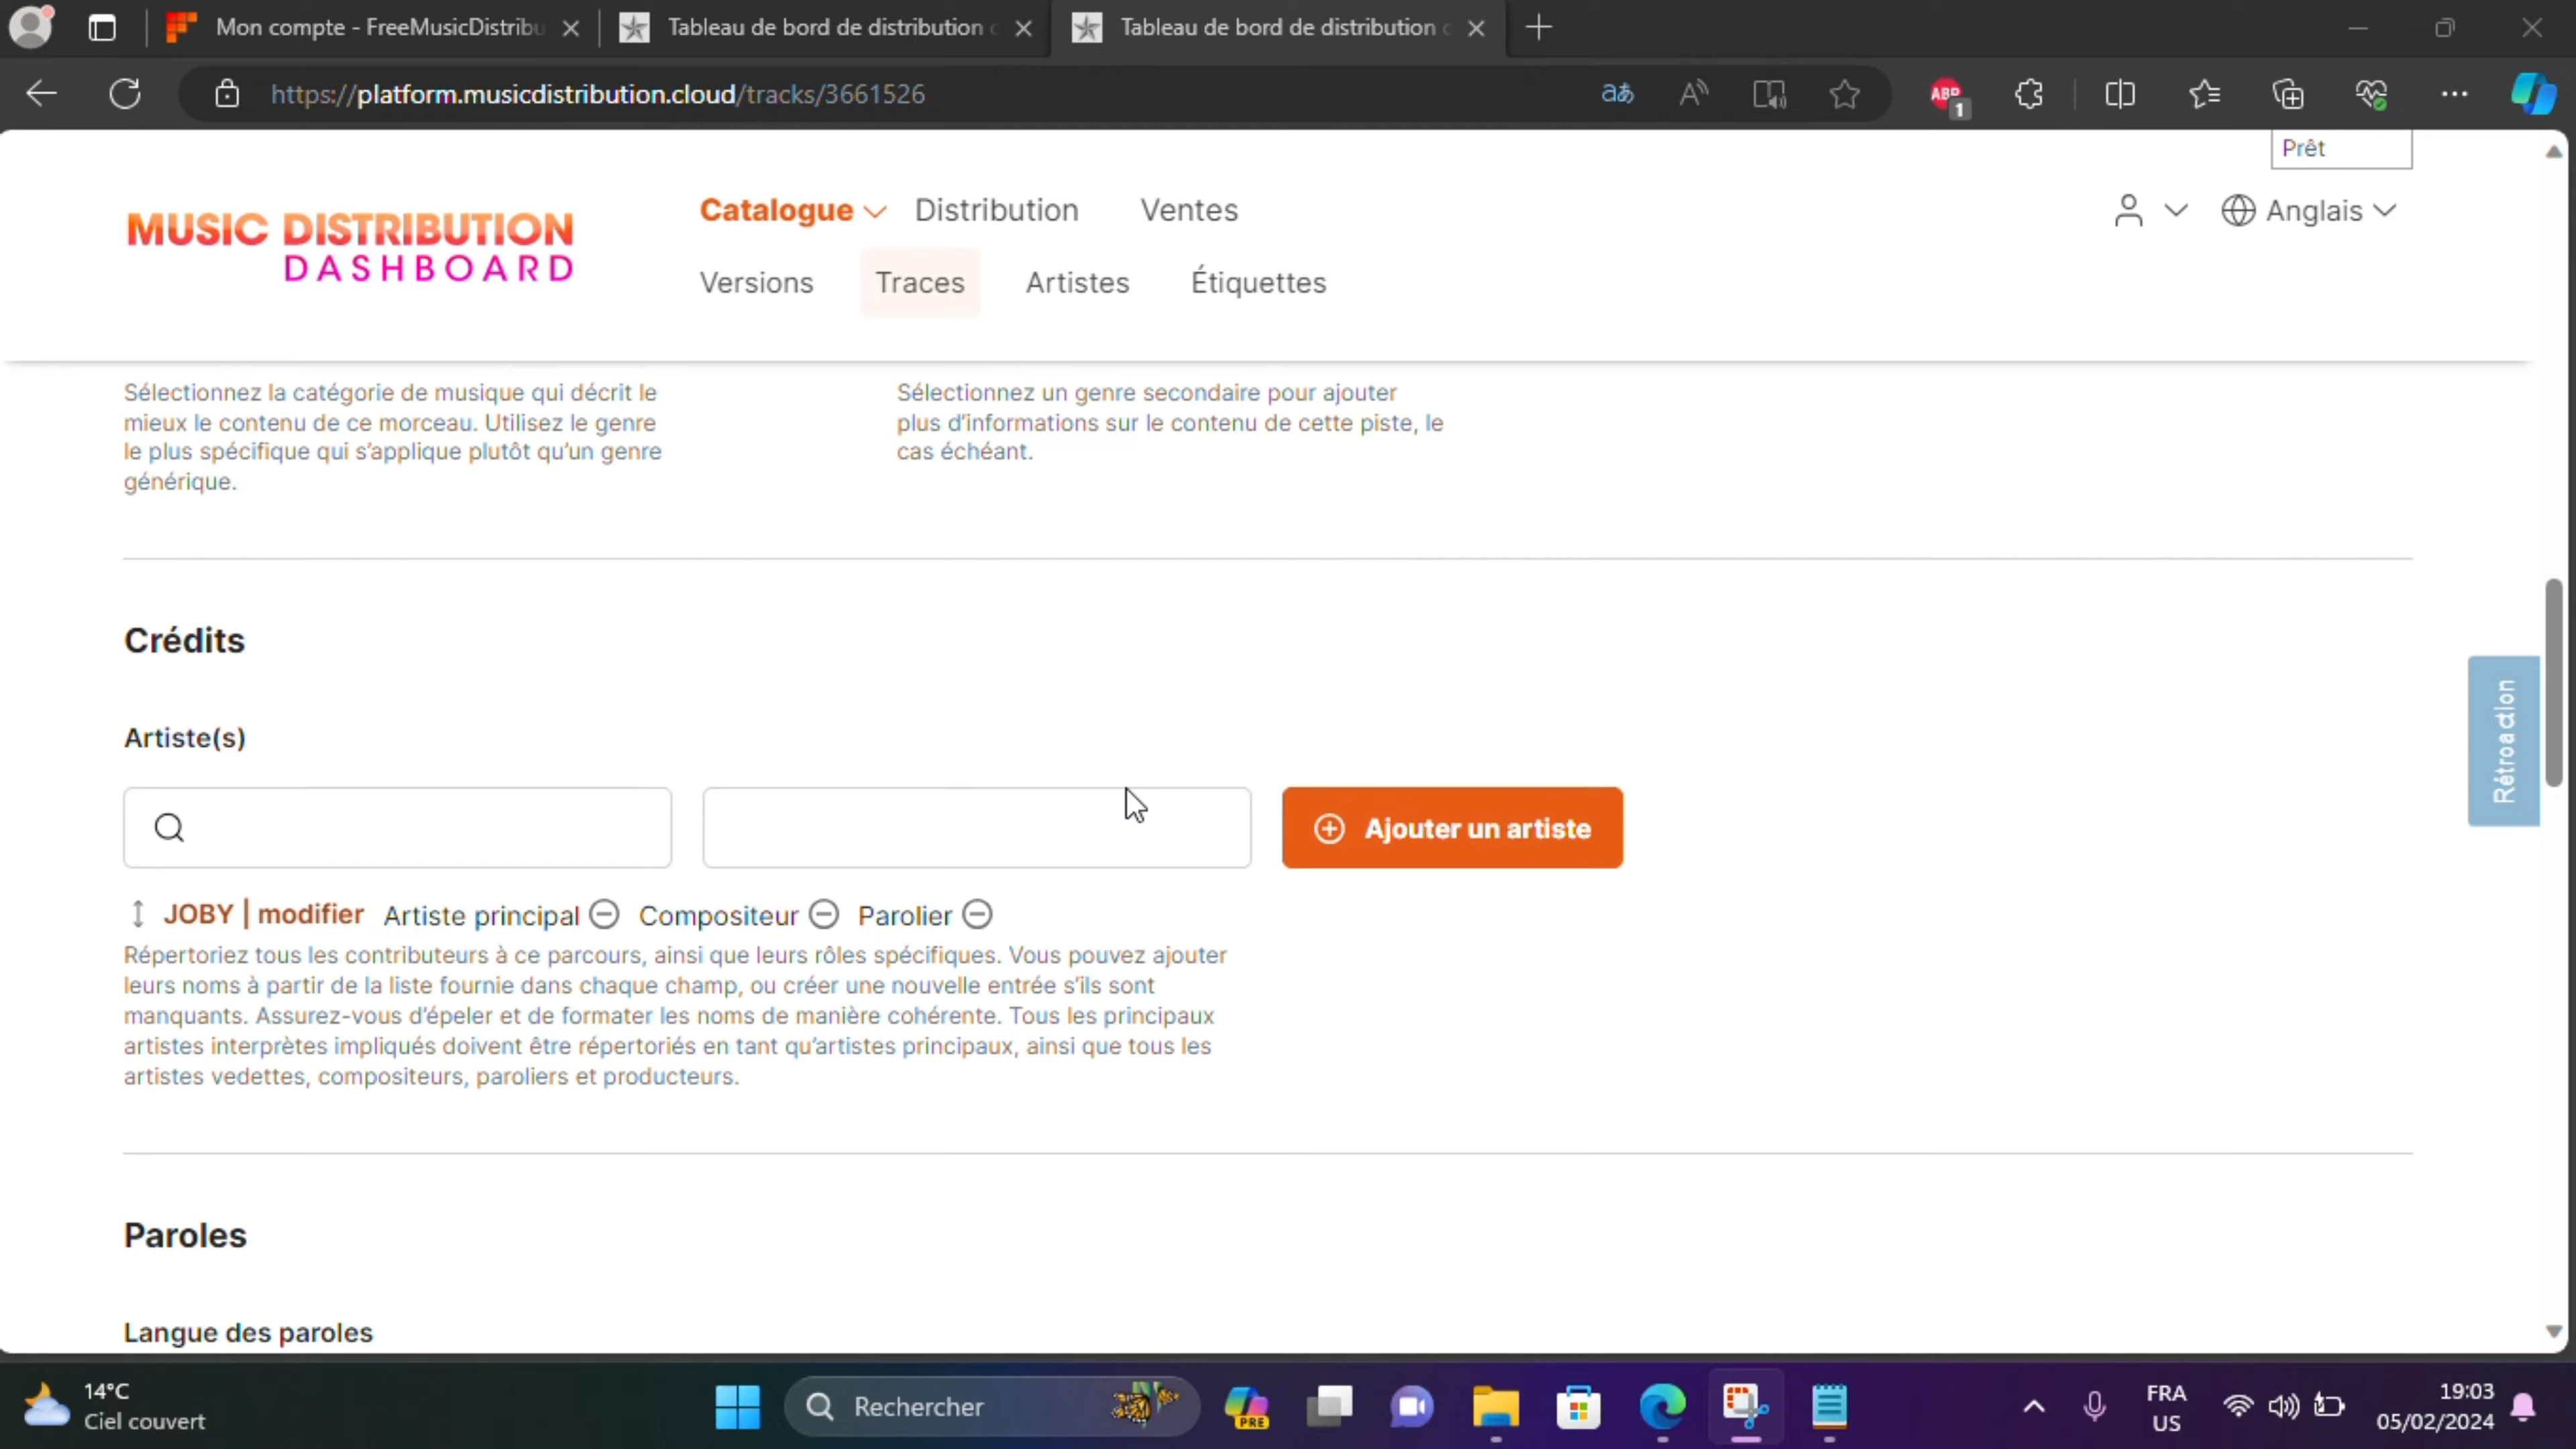 Mon compte - FreeMusicDistribu
Tableau de bord de distribution
Tableau de bord de distribution
https://platform.musicdistribution.cloud/tracks/3661526
aあ
A
ABP
1
Prêt
MUSIC DISTRIBUTION
DASHBOARD
Catalogue
Distribution
Ventes
Anglais
Versions
Traces
Artistes
Étiquettes
Sélectionnez la catégorie de musique qui décrit le
mieux le contenu de ce morceau. Utilisez le genre
le plus spécifique qui s'applique plutôt qu'un genre
générique.
Sélectionnez un genre secondaire pour ajouter
plus d'informations sur le contenu de cette piste, le
cas échéant.
Crédits
Rétroaction
Artiste(s)
Ajouter un artiste
JOBY | modifier Artiste principal Compositeur Parolier
Répertoriez tous les contributeurs à ce parcours, ainsi que leurs rôles spécifiques. Vous pouvez ajouter
leurs noms à partir de la liste fournie dans chaque champ, ou créer une nouvelle entrée s'ils sont
manquants. Assurez-vous d'épeler et de formater les noms de manière cohérente. Tous les principaux
artistes interprètes impliqués doivent être répertoriés en tant qu'artistes principaux, ainsi que tous les
artistes vedettes, compositeurs, paroliers et producteurs.
Paroles
Langue des paroles
14°C
Ciel couvert
Rechercher
PRE
FRA
US
19:03
05/02/2024